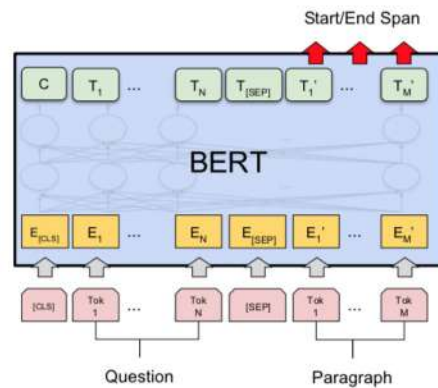 Start/End Span
C T1 ... TN T[SEP] T1' ... TM'
BERT
E[CLS] E1 ... EN E[SEP] E1' ... EM'
[CLS] Tok 1 ... Tok N [SEP] Tok 1 ... Tok M
Question Paragraph